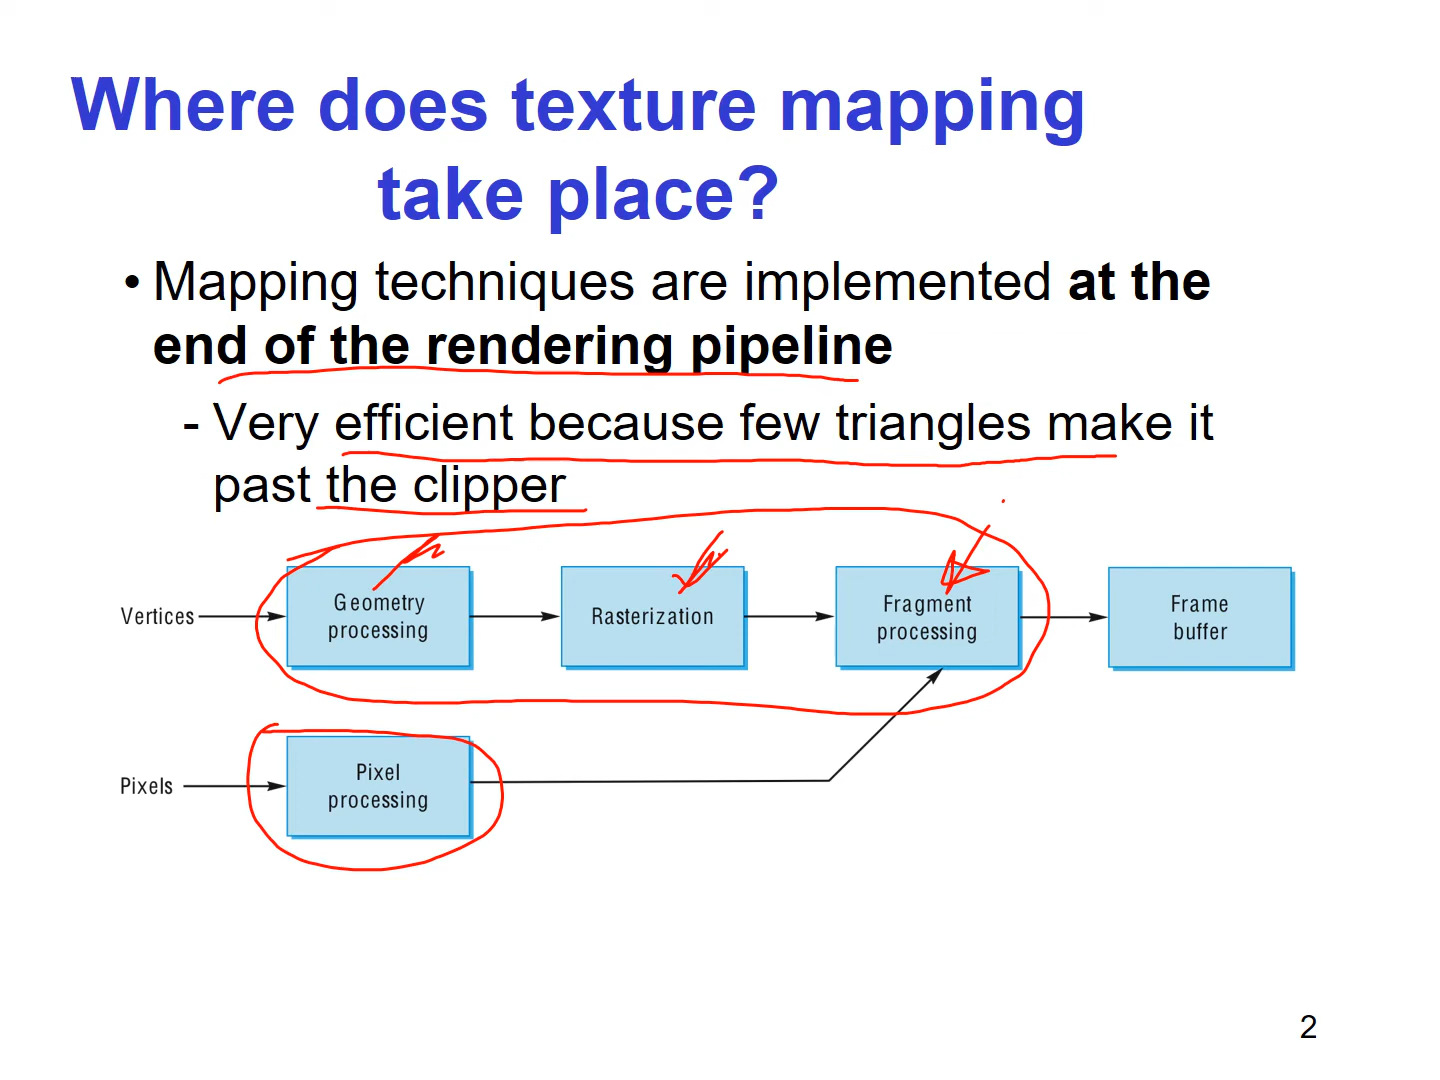 Where does texture mapping
take place?
• Mapping techniques are implemented at the
end of the rendering pipeline
- Very efficient because few triangles make it
past the clipper
Vertices
Geometry
processing
Rasterization
Fragment
processing
Frame
buffer
Pixels
Pixel
processing
2